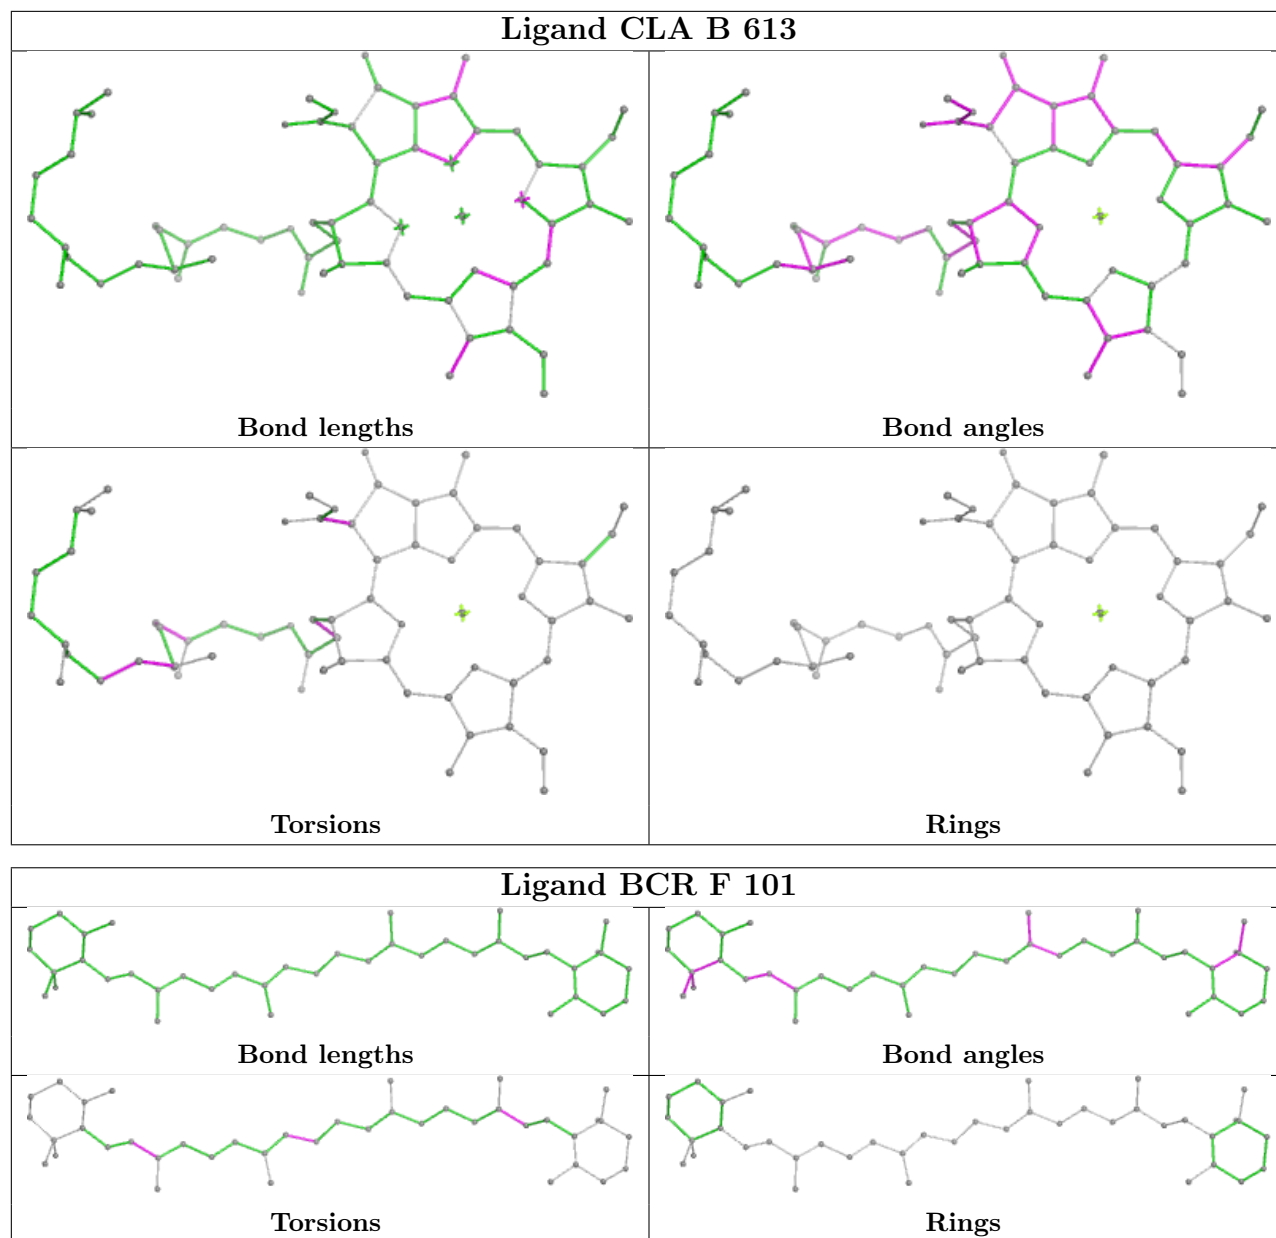 Ligand CLA B 613
Bond lengths
Bond angles
Torsions
Rings
Ligand BCR F 101
Bond lengths
Bond angles
Torsions
Rings